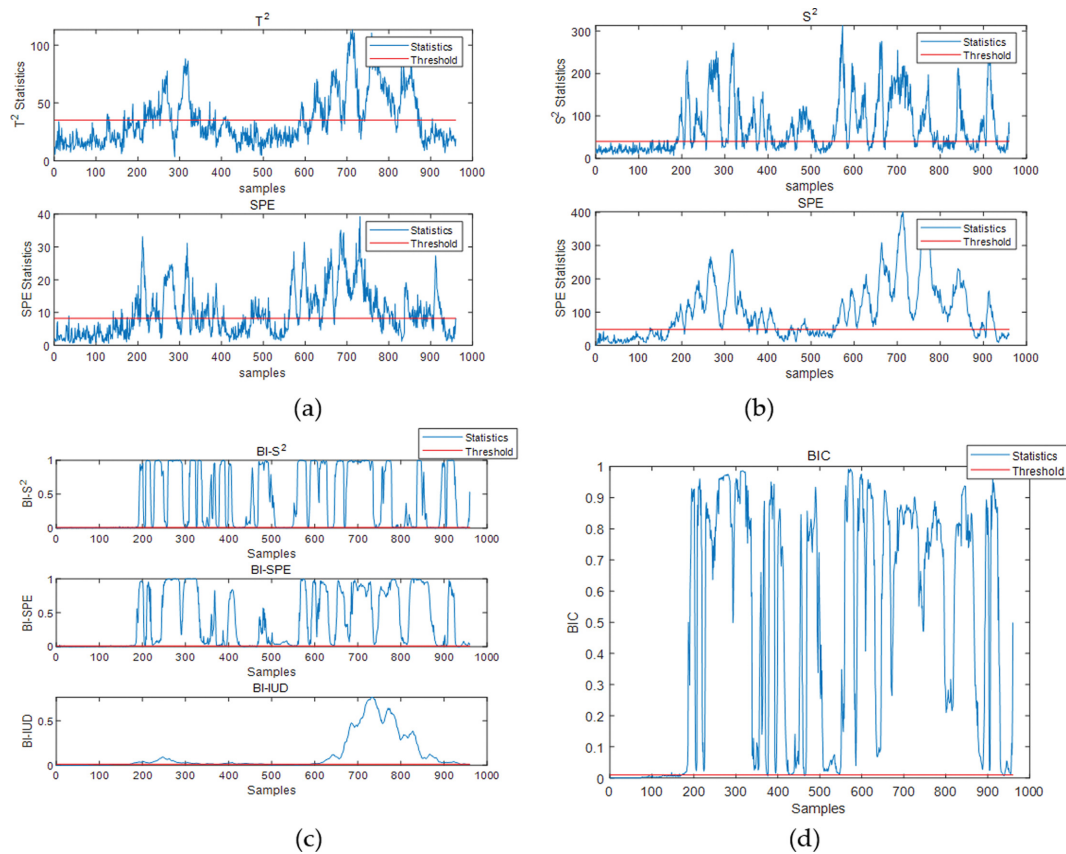 T²
T² Statistics
100
50
0
Statistics
Threshold
0 100 200 300 400 500 600 700 800 900 1000
samples
SPE
SPE Statistics
40
30
20
10
0
Statistics
Threshold
0 100 200 300 400 500 600 700 800 900 1000
samples
(a)
S²
S² Statistics
300
200
100
0
Statistics
Threshold
0 100 200 300 400 500 600 700 800 900 1000
samples
SPE
SPE Statistics
400
300
200
100
0
Statistics
Threshold
0 100 200 300 400 500 600 700 800 900 1000
samples
(b)
BI-S²
Statistics
Threshold
BI-S²
1
0.5
0
0 100 200 300 400 500 600 700 800 900 1000
Samples
BI-SPE
BI-SPE
1
0.5
0
0 100 200 300 400 500 600 700 800 900 1000
Samples
BI-IUD
BI-IUD
0.5
0
0 100 200 300 400 500 600 700 800 900 1000
Samples
(c)
BIC
Statistics
Threshold
BIC
1
0.9
0.8
0.7
0.6
0.5
0.4
0.3
0.2
0.1
0
0 100 200 300 400 500 600 700 800 900 1000
Samples
(d)